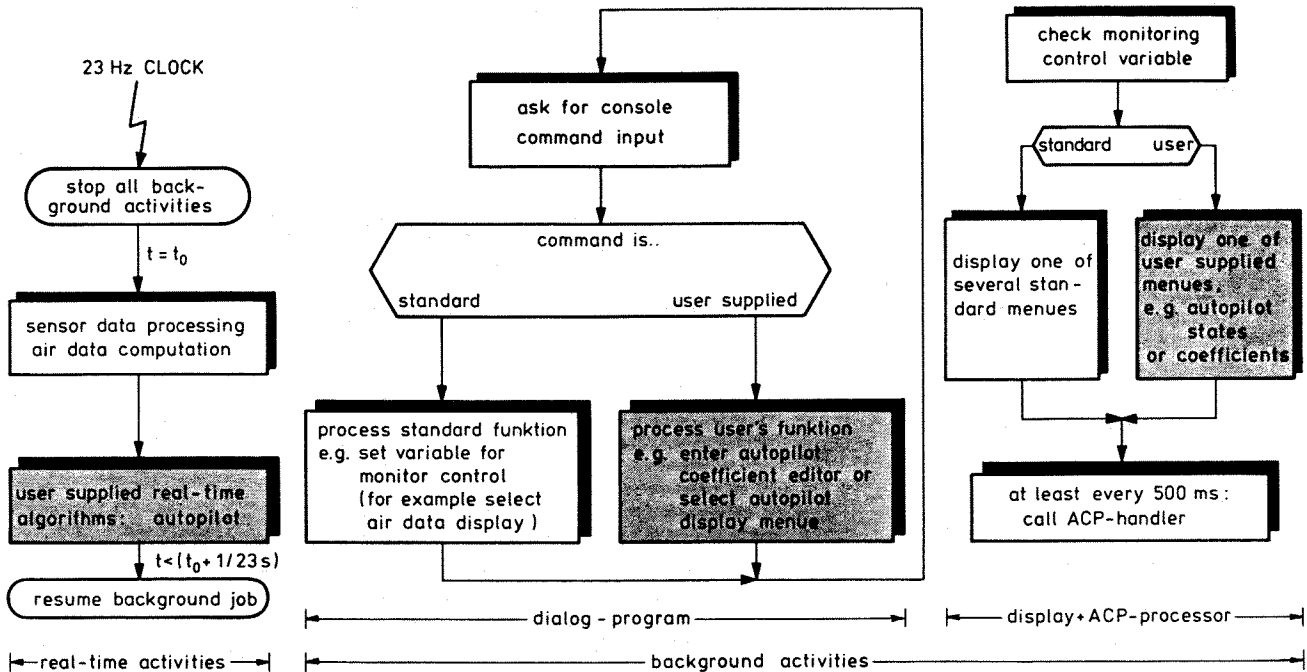 23 Hz CLOCK
stop all back-
ground activities
t = t₀
sensor data processing
air data computation
user supplied real-time
algorithms: autopilot
t<(t₀+1/23s)
resume background job
real-time activities
ask for console
command input
command is..
standard
user supplied
process standard funktion
e.g. set variable for
monitor control
(for example select
air data display)
process user's funktion
e.g. enter autopilot
coefficient editor or
select autopilot
display menue
dialog-program
check monitoring
control variable
standard
user
display one of
several stan-
dard menues
display one of
user supplied
menues,
e.g. autopilot
states
or coefficients
at least every 500 ms:
call ACP-handler
display+ACP-processor
background activities